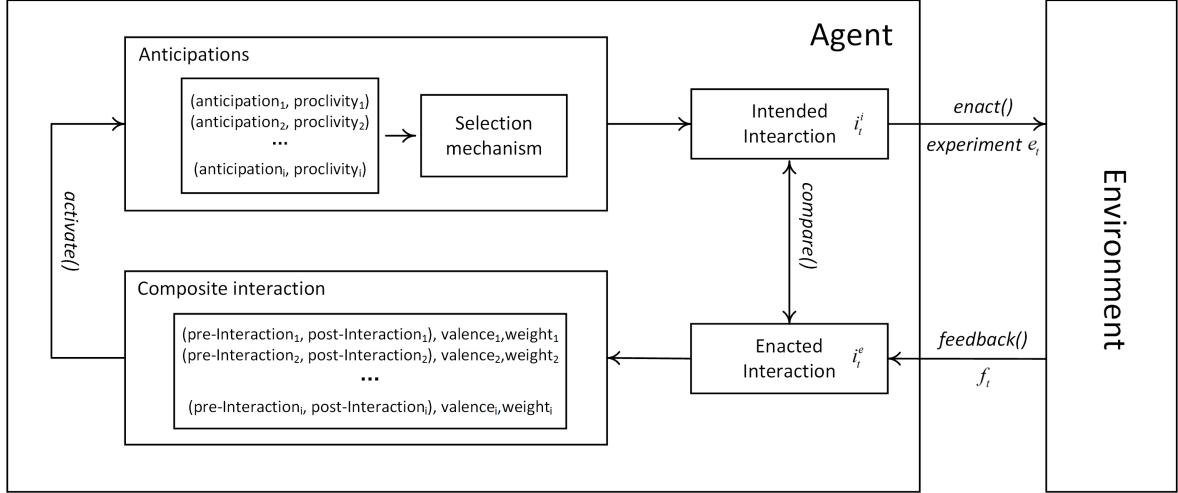 Agent
Anticipations
(anticipation₁, proclivity₁)
(anticipation₂, proclivity₂)
...
(anticipationᵢ, proclivityᵢ)
Selection
mechanism
Intended
Intearction
iₜⁱ
enact()
experiment eₜ
Environment
activate()
compare()
Composite interaction
(pre-Interaction₁, post-Interaction₁), valence₁,weight₁
(pre-Interaction₂, post-Interaction₂), valence₂,weight₂
...
(pre-Interactionᵢ, post-Interactionᵢ), valenceᵢ,weightᵢ
Enacted
Interaction
iₜᵉ
feedback()
fₜ